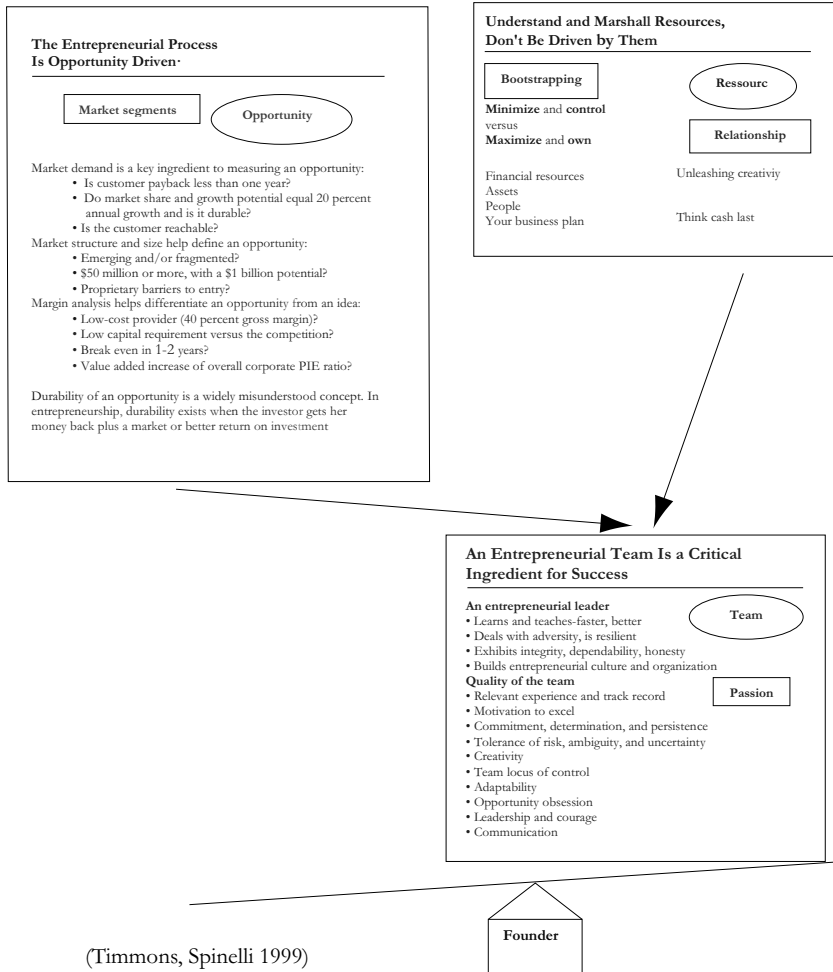 The Entrepreneurial Process
Is Opportunity Driven·
Market segments
Opportunity
Market demand is a key ingredient to measuring an opportunity:
• Is customer payback less than one year?
• Do market share and growth potential equal 20 percent
annual growth and is it durable?
• Is the customer reachable?
Market structure and size help define an opportunity:
• Emerging and/or fragmented?
• $50 million or more, with a $1 billion potential?
• Proprietary barriers to entry?
Margin analysis helps differentiate an opportunity from an idea:
• Low-cost provider (40 percent gross margin)?
• Low capital requirement versus the competition?
• Break even in 1-2 years?
• Value added increase of overall corporate PIE ratio?
Durability of an opportunity is a widely misunderstood concept. In
entrepreneurship, durability exists when the investor gets her
money back plus a market or better return on investment
Understand and Marshall Resources,
Don't Be Driven by Them
Bootstrapping
Ressourc
Minimize and control
versus
Maximize and own
Relationship
Financial resources
Assets
People
Your business plan
Unleashing creativiy
Think cash last
An Entrepreneurial Team Is a Critical
Ingredient for Success
An entrepreneurial leader
• Learns and teaches-faster, better
• Deals with adversity, is resilient
• Exhibits integrity, dependability, honesty
• Builds entrepreneurial culture and organization
Team
Quality of the team
• Relevant experience and track record
• Motivation to excel
• Commitment, determination, and persistence
• Tolerance of risk, ambiguity, and uncertainty
• Creativity
• Team locus of control
• Adaptability
• Opportunity obsession
• Leadership and courage
• Communication
Passion
Founder
(Timmons, Spinelli 1999)